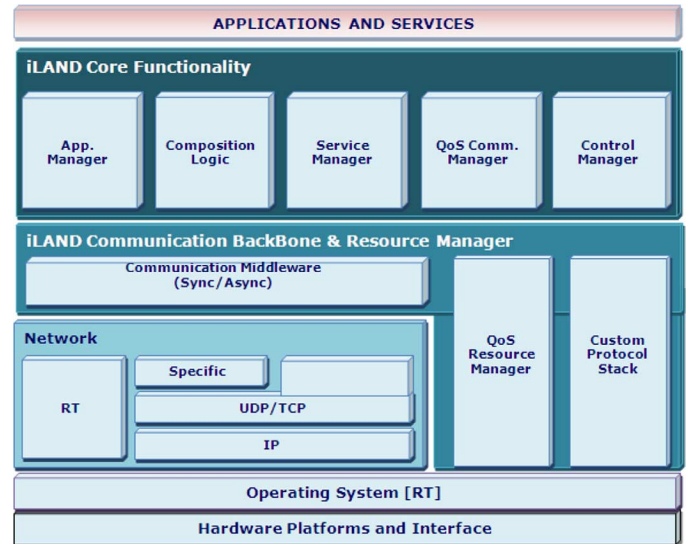 APPLICATIONS AND SERVICES
iLAND Core Functionality
App.
Manager
Composition
Logic
Service
Manager
QoS Comm.
Manager
Control
Manager
iLAND Communication BackBone & Resource Manager
Communication Middleware
(Sync/Async)
QoS
Resource
Manager
Custom
Protocol
Stack
Network
RT
Specific
UDP/TCP
IP
Operating System [RT]
Hardware Platforms and Interface